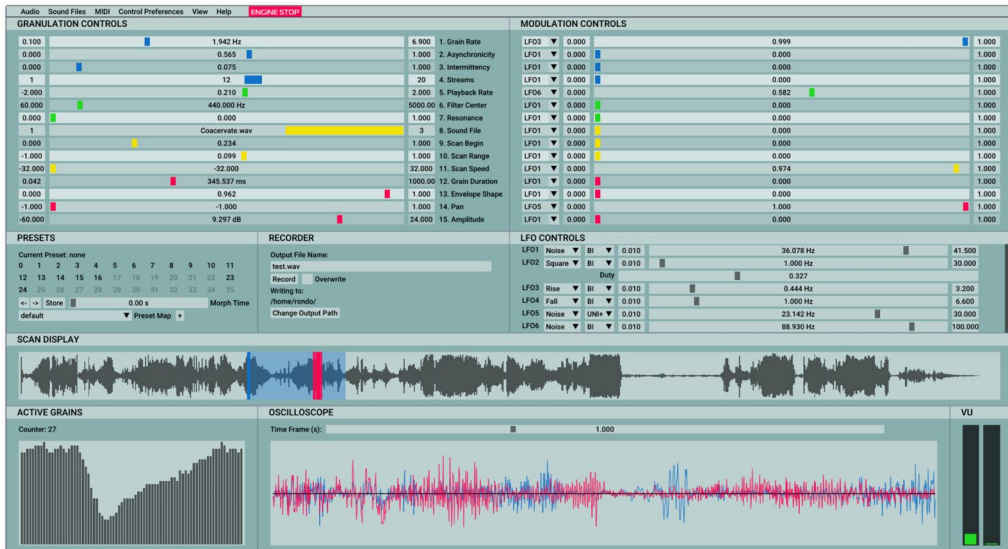 Audio Sound Files MIDI Control Preferences View Help ENGINE STOP
GRANULATION CONTROLS
0.100 1.942 Hz 6.900 1. Grain Rate
0.000 0.565 1.000 2. Asynchronicity
0.000 0.075 1.000 3. Intermittency
1 12 20 4. Streams
-2.000 0.210 2.000 5. Playback Rate
60.000 440.000 Hz 5000.00 6. Filter Center
0.000 0.000 1.000 7. Resonance
1 Coacervate.wav 3 8. Sound File
0.000 0.234 1.000 9. Scan Begin
-1.000 0.099 1.000 10. Scan Range
-32.000 -32.000 32.000 11. Scan Speed
0.042 345.537 ms 1000.00 12. Grain Duration
0.000 0.962 1.000 13. Envelope Shape
-1.000 -1.000 1.000 14. Pan
-60.000 9.297 dB 24.000 15. Amplitude
MODULATION CONTROLS
LFO3 0.000 0.999 1.000
LFO1 0.000 0.000 1.000
LFO1 0.000 0.000 1.000
LFO1 0.000 0.000 1.000
LFO6 0.000 0.582 1.000
LFO1 0.000 0.000 1.000
LFO1 0.000 0.000 1.000
LFO1 0.000 0.000 1.000
LFO1 0.000 0.000 1.000
LFO1 0.000 0.000 1.000
LFO1 0.000 0.974 1.000
LFO1 0.000 0.000 1.000
LFO1 0.000 0.000 1.000
LFO5 0.000 1.000 1.000
LFO1 0.000 0.000 1.000
PRESETS
Current Preset: none
0 1 2 3 4 5 6 7 8 9 10 11
12 13 14 15 16 17 18 19 20 21 22 23
24 25 26 27 28 29 30 31 32 33 34 35
<- -> Store 0.00 s Morph Time
default Preset Map +
RECORDER
Output File Name:
test.wav
Record Overwrite
Writing to:
/home/rondo/
Change Output Path
LFO CONTROLS
LFO1 Noise BI 0.010 36.078 Hz 41.500
LFO2 Square BI 0.010 1.000 Hz 30.000
Duty 0.327
LFO3 Rise BI 0.010 0.444 Hz 3.200
LFO4 Fall BI 0.010 1.000 Hz 6.600
LFO5 Noise UNI+ 0.010 23.142 Hz 30.000
LFO6 Noise BI 0.010 88.930 Hz 100.000
SCAN DISPLAY
ACTIVE GRAINS
Counter: 27
OSCILLOSCOPE
Time Frame (s): 1.000
VU